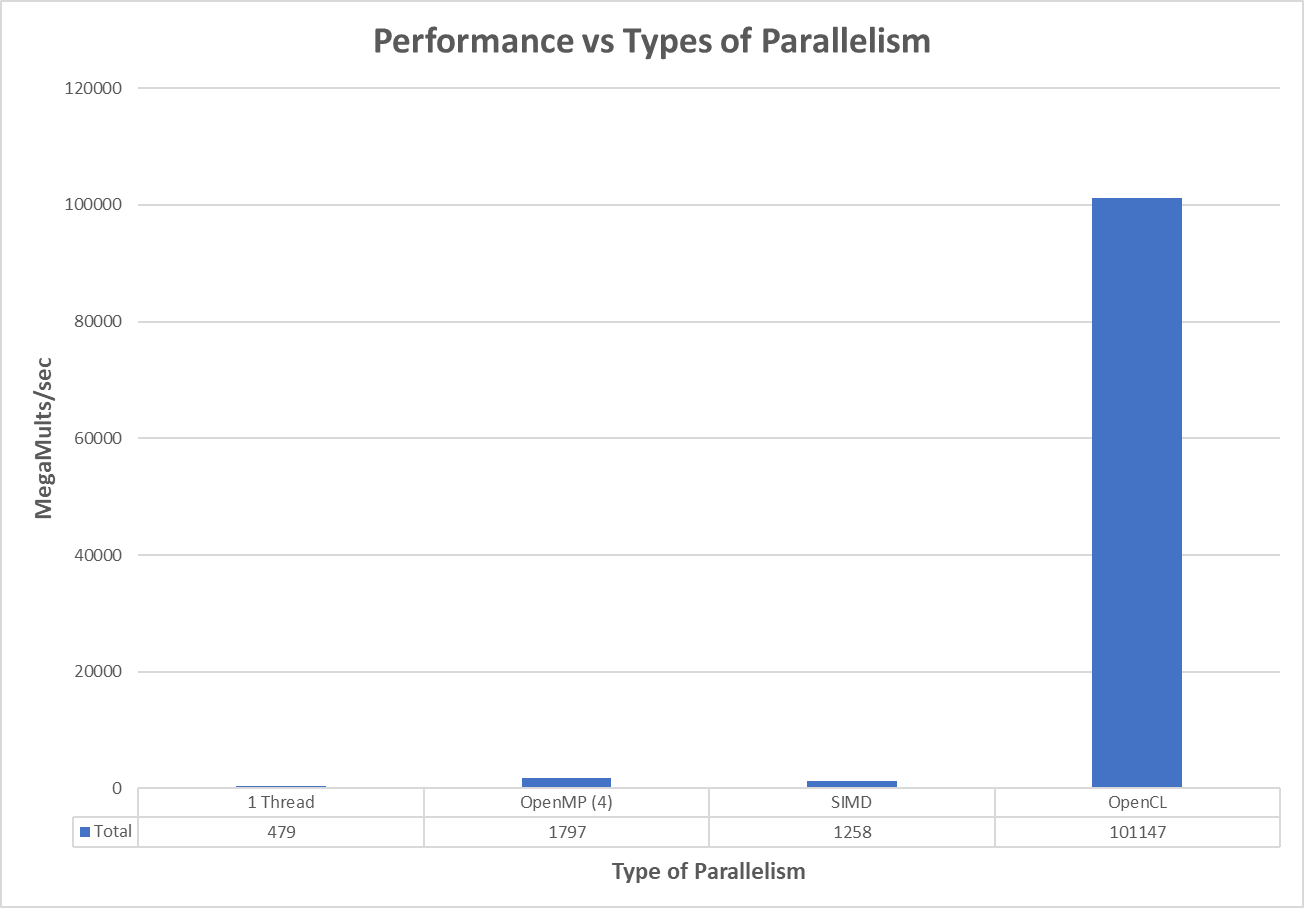 Performance vs Types of Parallelism
120000
100000
80000
60000
40000
20000
0
MegaMults/sec
1 Thread OpenMP (4) SIMD OpenCL
Total 479 1797 1258 101147
Type of Parallelism